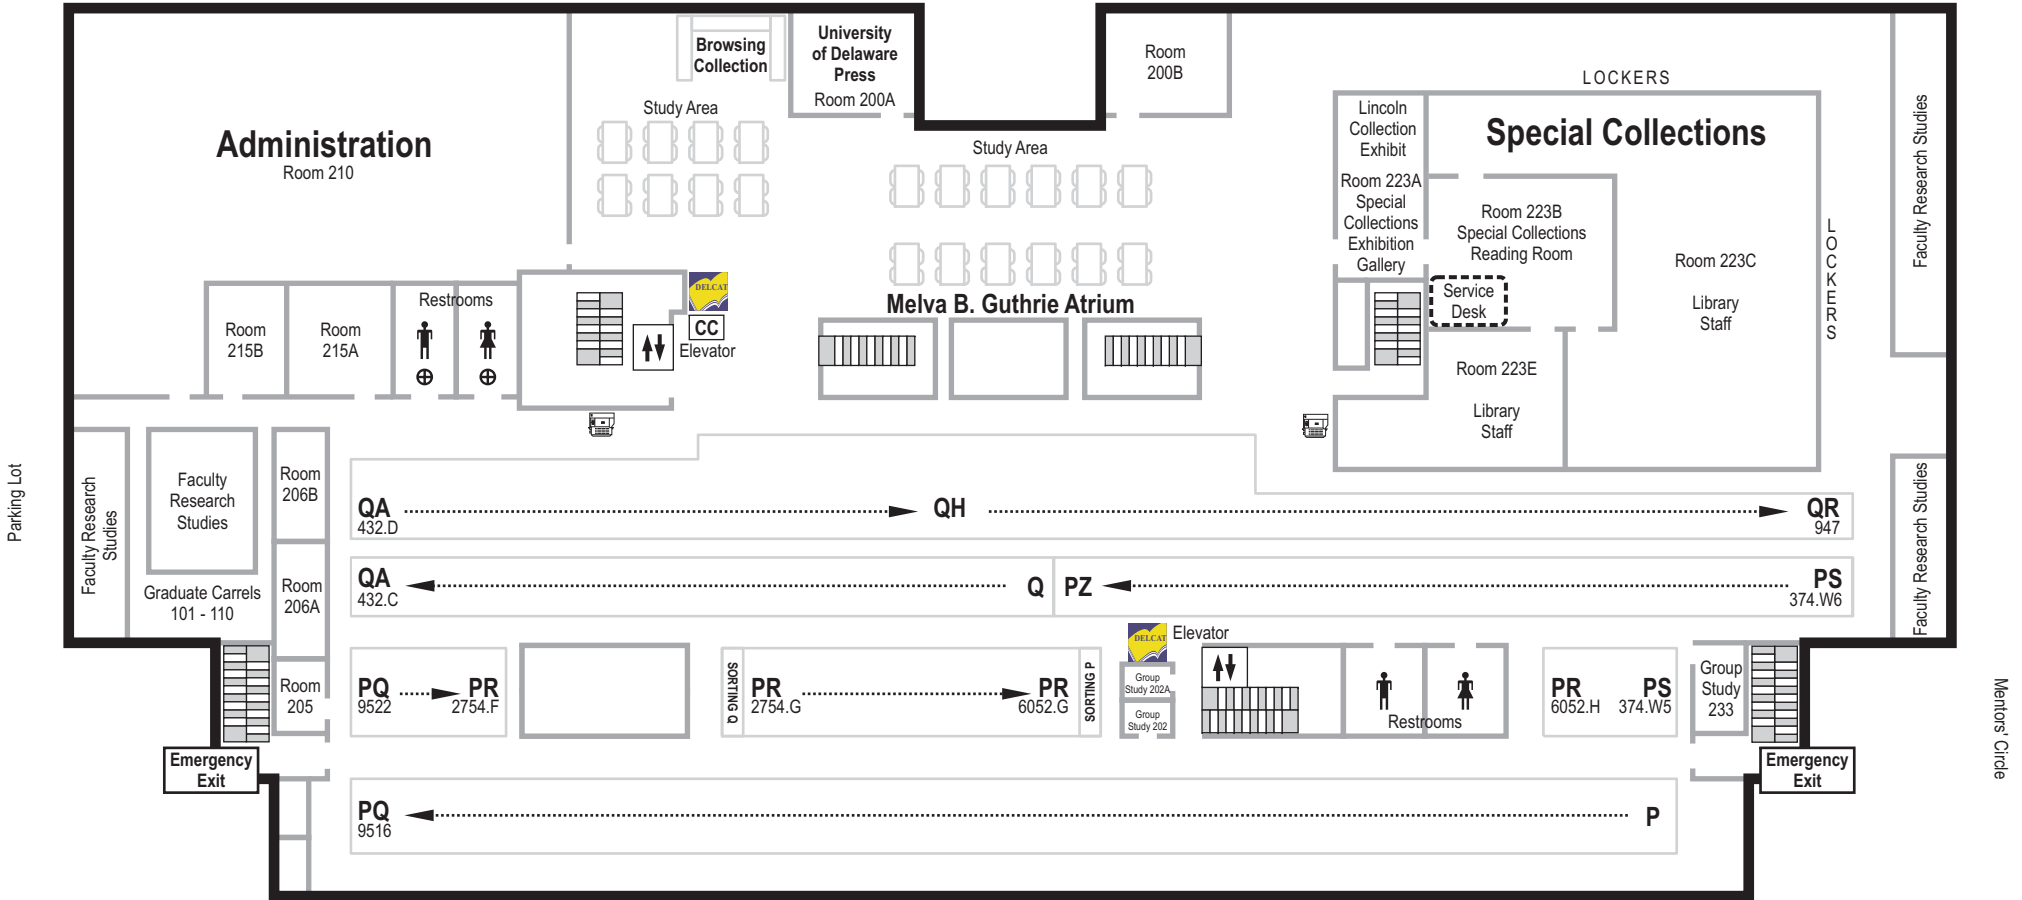 Browsing
Collection
University
of Delaware
Press
Room 200A
Room
200B
LOCKERS
Study Area
Administration
Room 210
Study Area
Lincoln
Collection
Exhibit
Room 223A
Special
Collections
Exhibition
Gallery
Special Collections
Room 223B
Special Collections
Reading Room
Service
Desk
Room 223C
Library
Staff
LOCKERS
Faculty Research Studies
Room
215B
Room
215A
Restrooms
DELCAT
CC
Elevator
Melva B. Guthrie Atrium
Room 223E
Library
Staff
Parking Lot
Faculty Research
Studies
Faculty
Research
Studies
Graduate Carrels
101 - 110
Room
206B
Room
206A
QA
432.D
QH
QR
947
QA
432.C
Q
PZ
PS
374.W6
Faculty Research Studies
Room
205
PQ
9522
PR
2754.F
SORTING Q
PR
2754.G
PR
6052.G
SORTING P
DELCAT
Elevator
Group
Study 202A
Group
Study 202
Restrooms
PR
6052.H
PS
374.W5
Group
Study
233
Mentors' Circle
Emergency
Exit
Emergency
Exit
PQ
9516
P